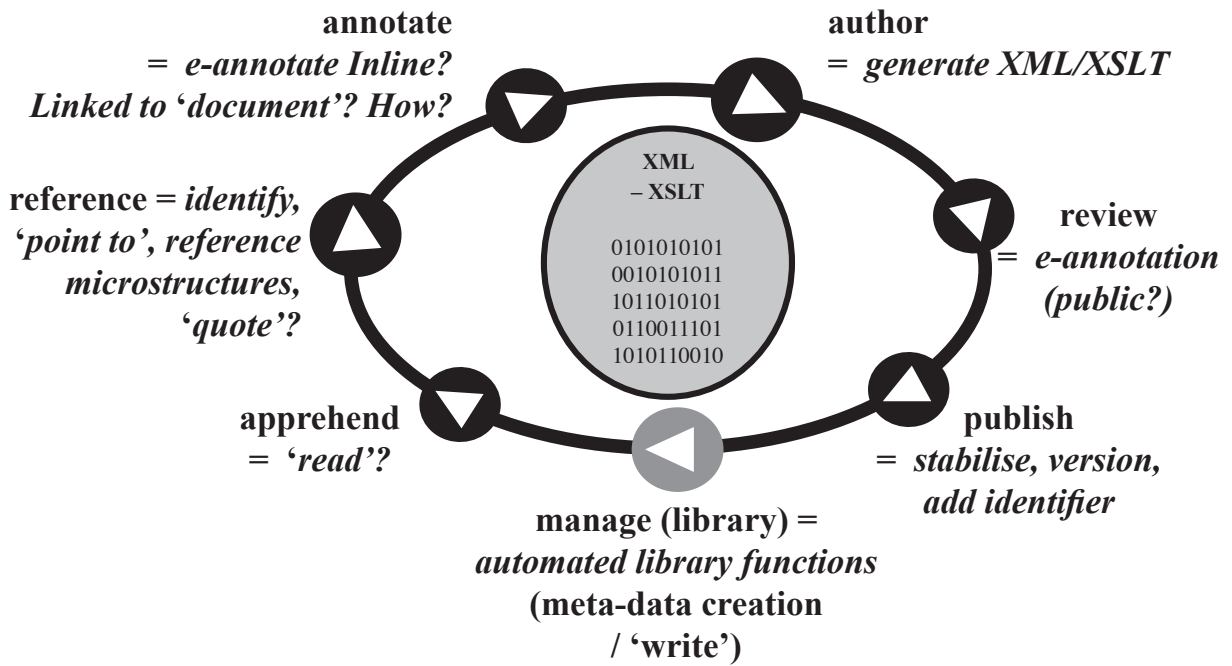 annotate
= e-annotate Inline?
Linked to ‘document’? How?
author
= generate XML/XSLT
XML
– XSLT
0101010101
0010101011
1011010101
0110011101
1010110010
reference = identify,
‘point to’, reference
microstructures,
‘quote’?
review
= e-annotation
(public?)
apprehend
= ‘read’?
publish
= stabilise, version,
add identifier
manage (library) =
automated library functions
(meta-data creation
/ ‘write’)